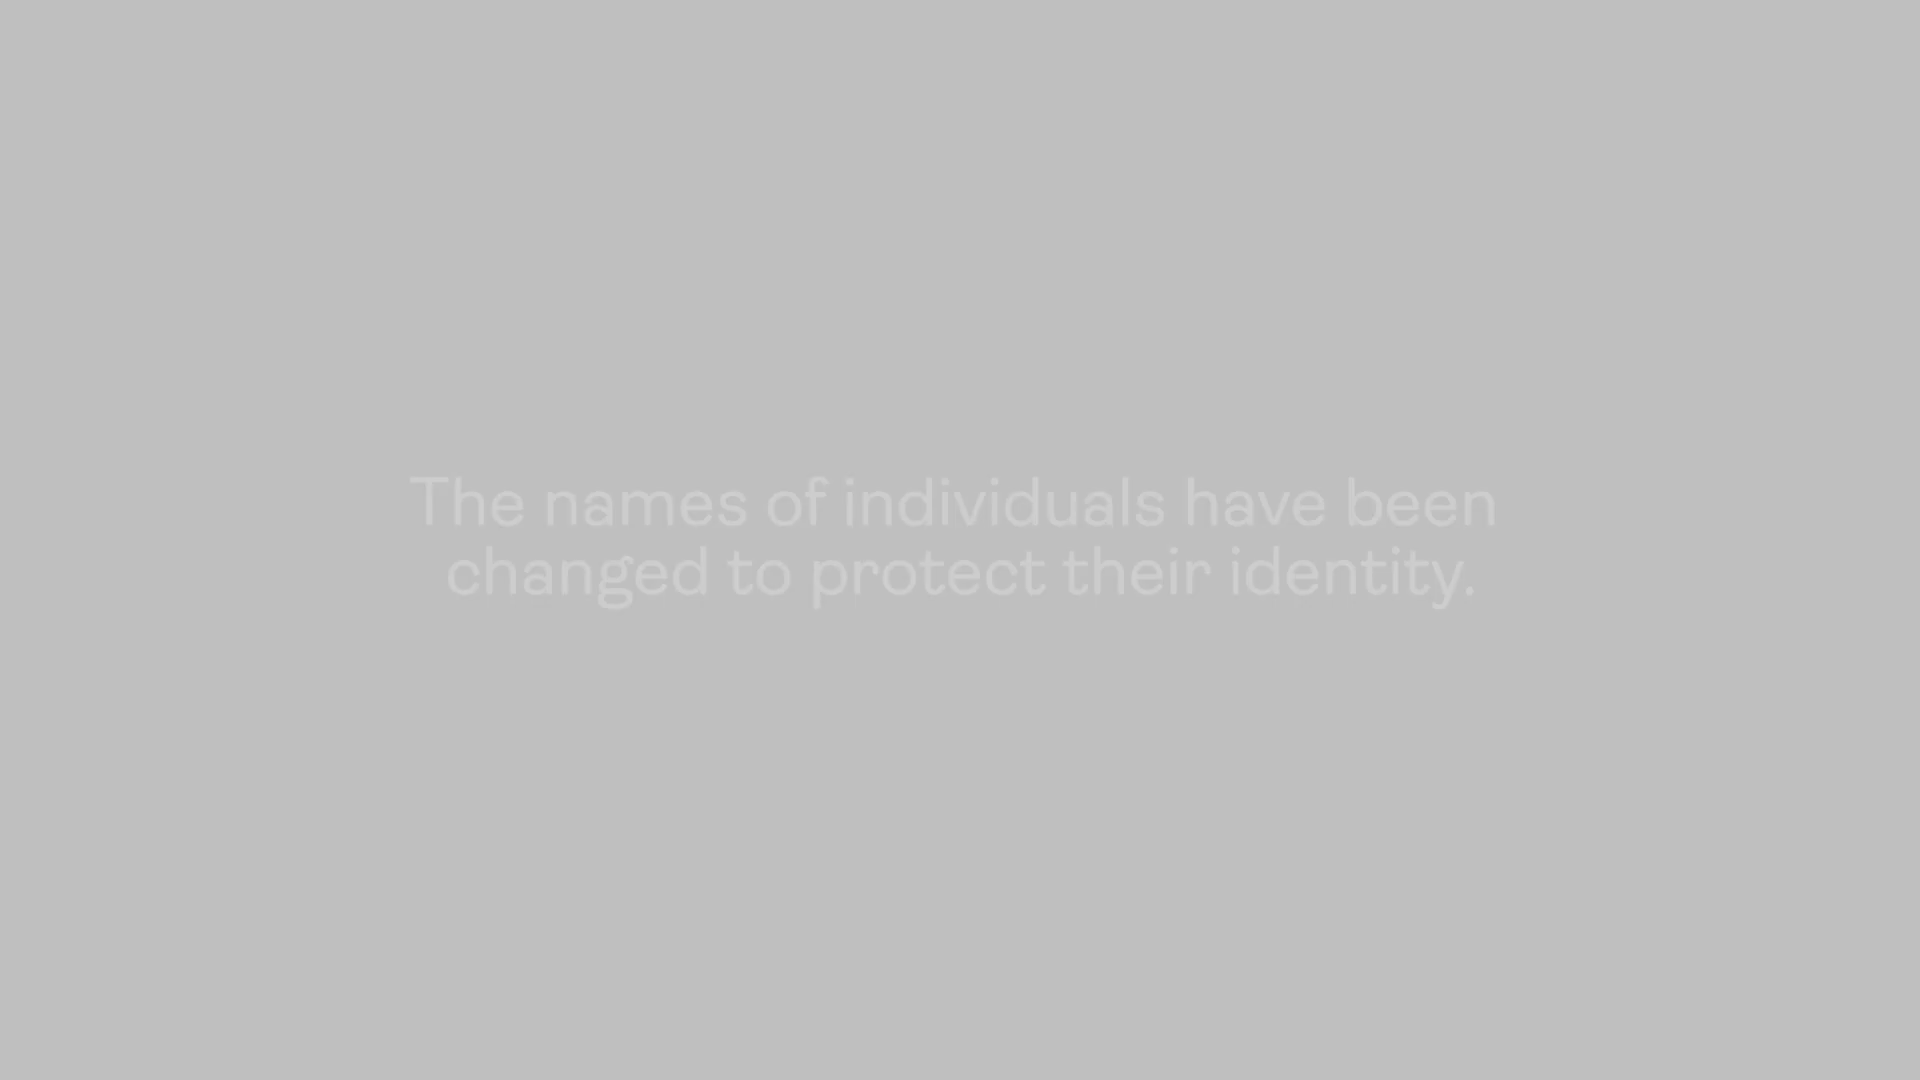 The names of individuals have been
changed to protect their identity.